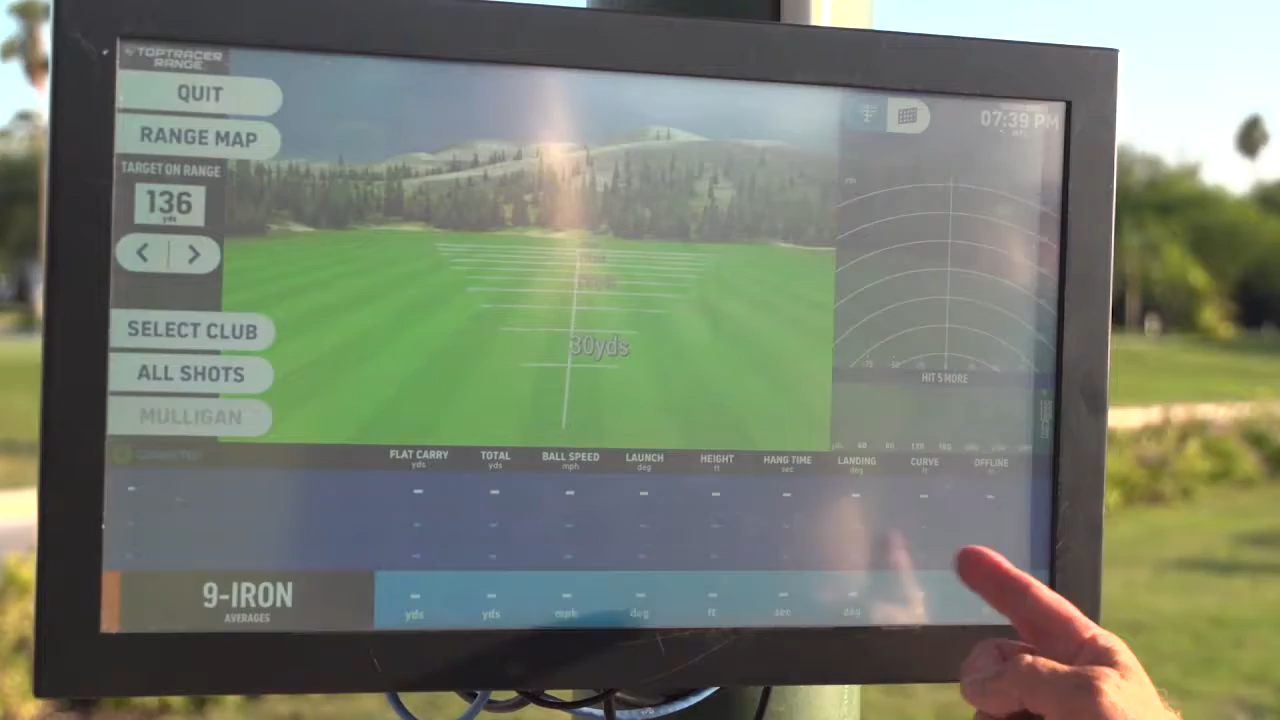 TOPTRACER
RANGE
QUIT
RANGE MAP
TARGET ON RANGE
136
yds
SELECT CLUB
ALL SHOTS
MULLIGAN
30yds
07:39 PM
HIT 5 MORE
FLAT CARRY
yds
TOTAL
yds
BALL SPEED
mph
LAUNCH
deg
HEIGHT
ft
HANG TIME
sec
LANDING
deg
CURVE
ft
OFFLINE
9-IRON
AVERAGES
yds
yds
mph
deg
ft
sec
deg